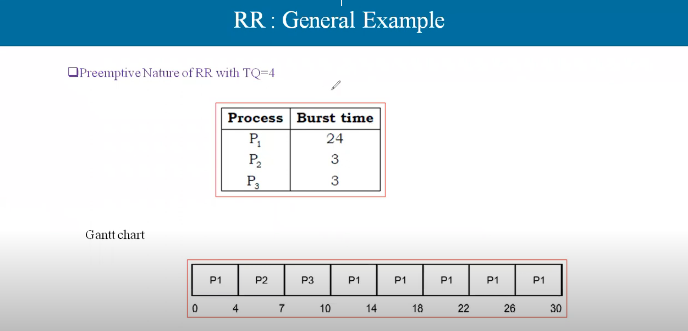 RR : General Example
❑Preemptive Nature of RR with TQ=4
Process Burst time
P₁ 24
P₂ 3
P₃ 3
Gantt chart
P1 P2 P3 P1 P1 P1 P1 P1
0 4 7 10 14 18 22 26 30